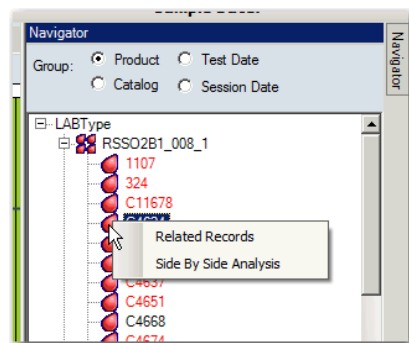 Navigator
Group: Product Test Date
Catalog Session Date
Navigator
LABType
RSSO2B1_008_1
1107
324
C11678
Related Records
Side By Side Analysis
C4651
C4668